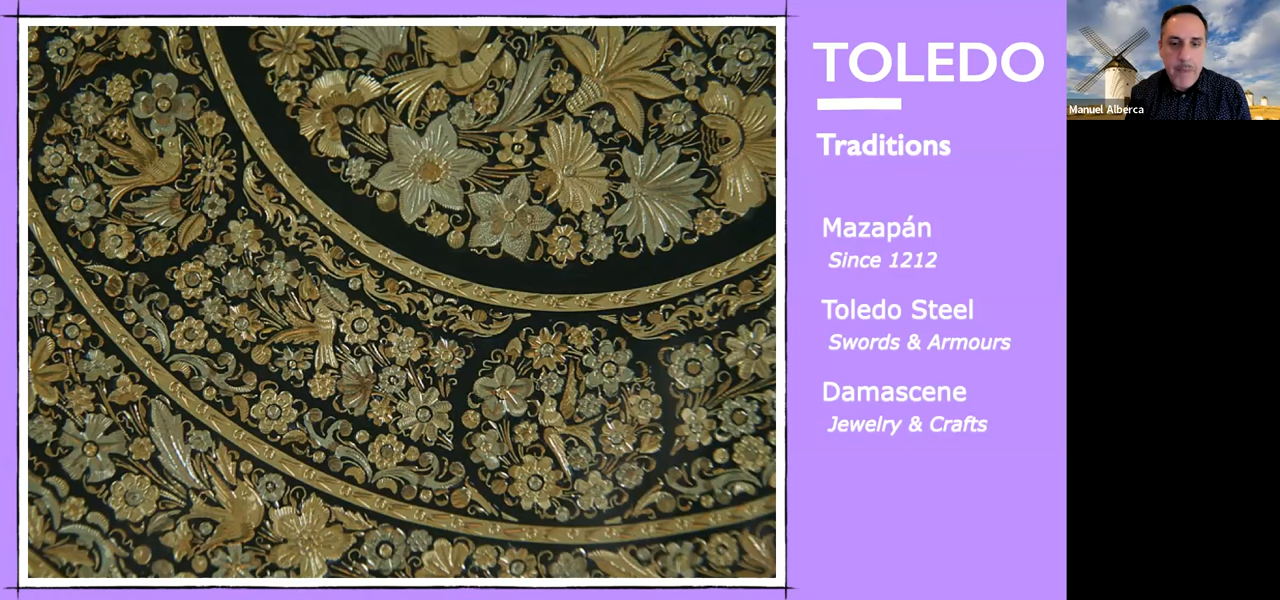 TOLEDO
Traditions
Mazapán
Since 1212
Toledo Steel
Swords & Armours
Damascene
Jewelry & Crafts
Manuel Alberca